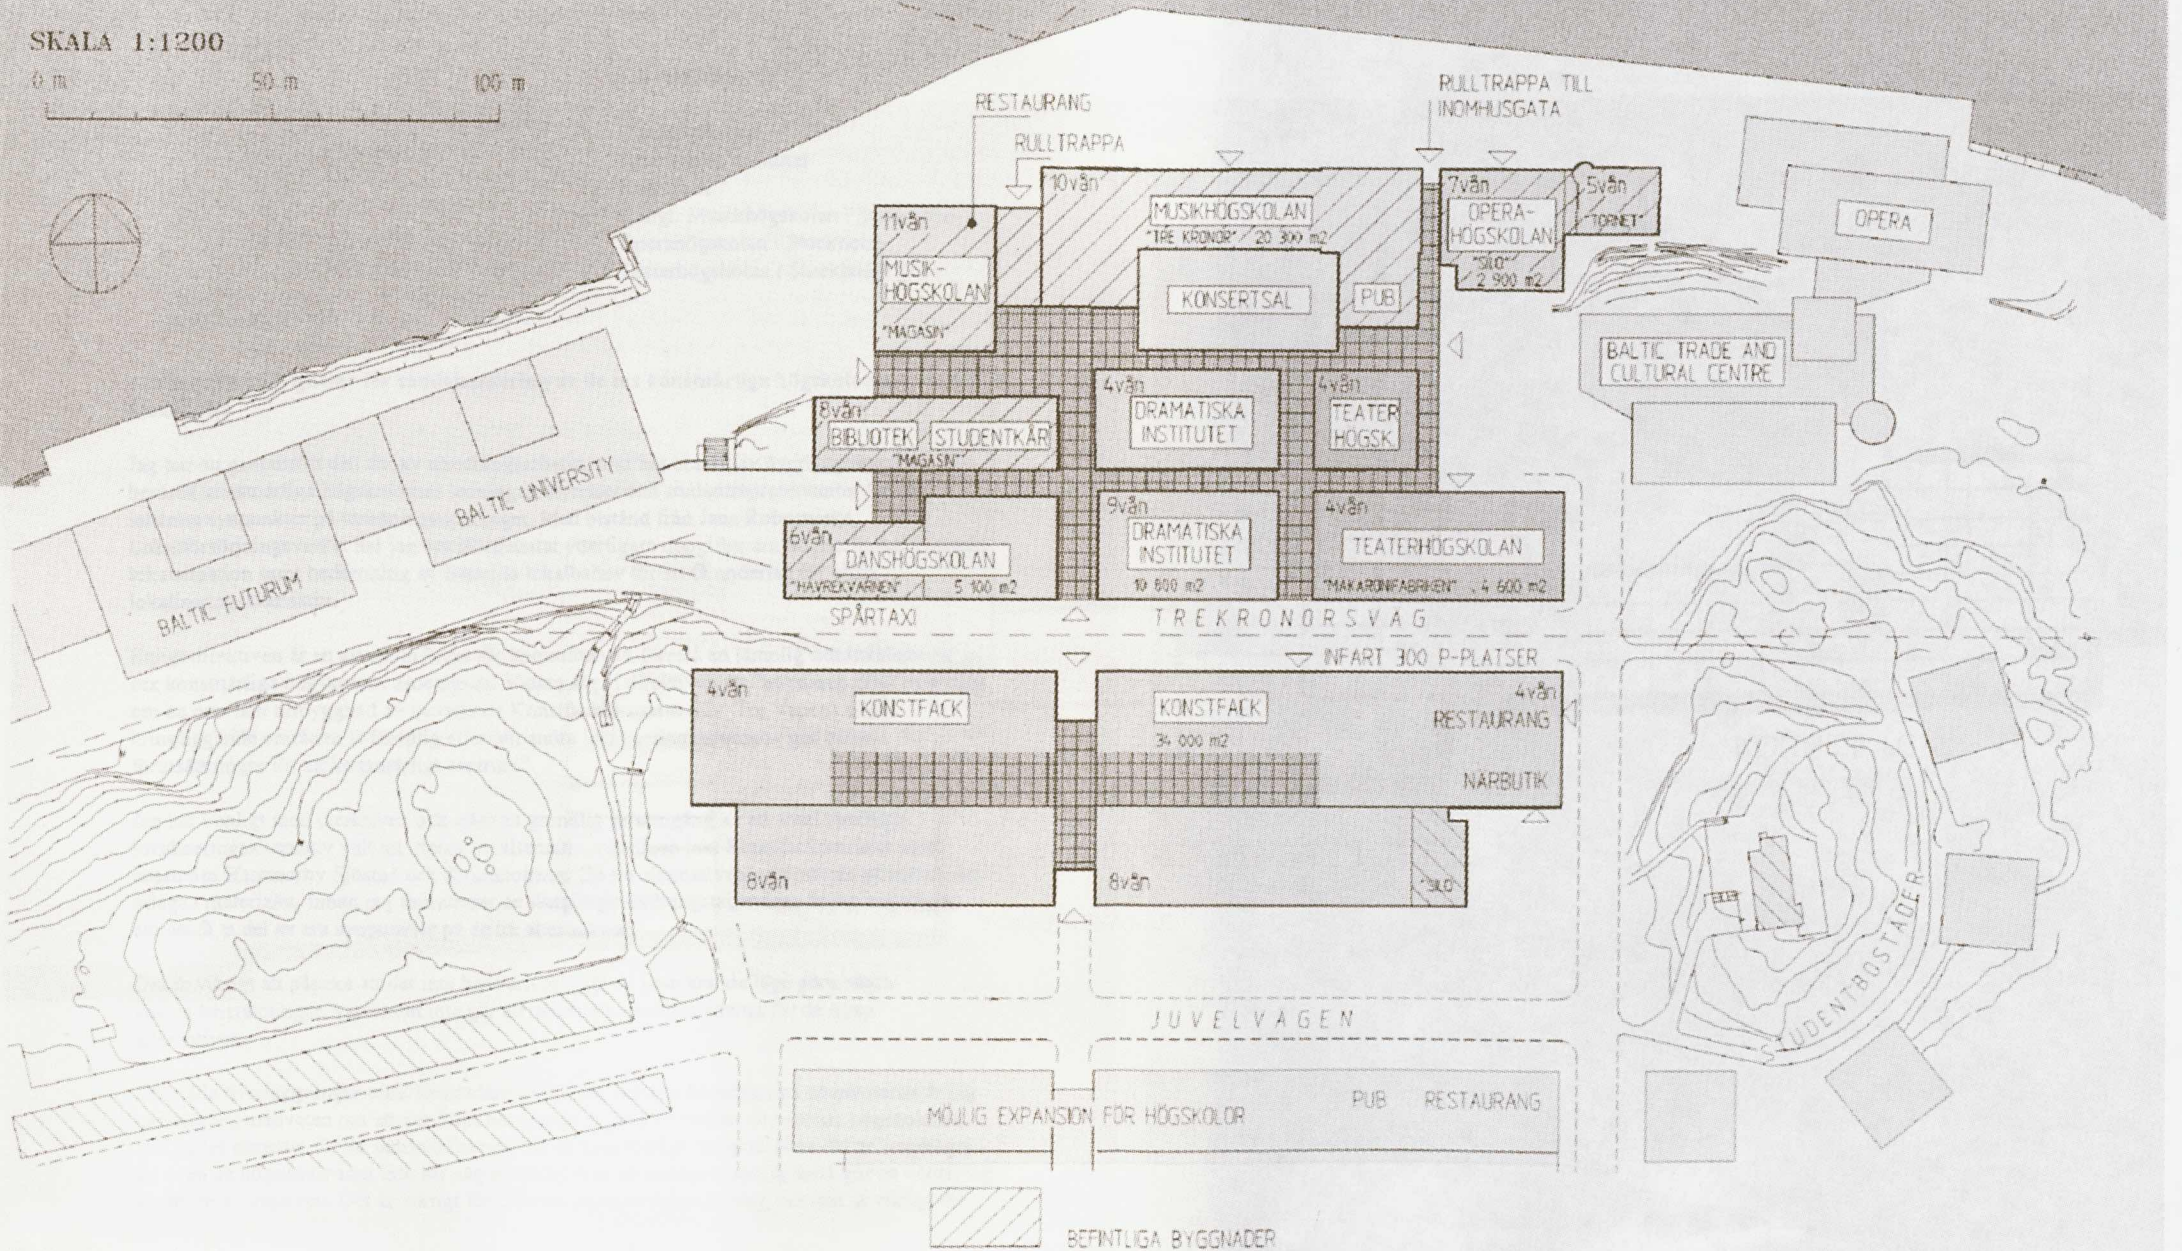 SKALA 1:1200
0 m 50 m 100 m
RESTAURANG
RULLTRAPPA
RULLTRAPPA TILL
INOMHUSGATA
10vån
MUSIKHÖGSKOLAN
"TRE KRONOR" 20 300 m2
KONSERTSAL
PUB
11vån
MUSIK-
HÖGSKOLAN
"MAGASIN"
7vån
OPERA-
HÖGSKOLAN
"SILO"
2 900 m2
5vån
"TORNET"
OPERA
BALTIC TRADE AND
CULTURAL CENTRE
4vån
DRAMATISKA
INSTITUTET
4vån
TEATER
HÖGSK.
8vån
BIBLIOTEK STUDENTKÅR
"MAGASIN"
BALTIC UNIVERSITY
BALTIC FUTURUM
6vån
DANSHÖGSKOLAN
"HAVREKVARNEN" 5 100 m2
9vån
DRAMATISKA
INSTITUTET
10 800 m2
4vån
TEATERHÖGSKOLAN
"MAKARONIFABRIKEN" 4 600 m2
SPÅRTAXI
TREKRONORSVÄG
INFART 300 P-PLATSER
4vån
KONSTFACK
KONSTFACK
34 000 m2
4vån
RESTAURANG
NÄRBUTIK
8vån
8vån
"SILO"
STUDENTBOSTÄDER
JUVELVÄGEN
MÖJLIG EXPANSION FÖR HÖGSKOLOR
PUB RESTAURANG
BEFINTLIGA BYGGNADER